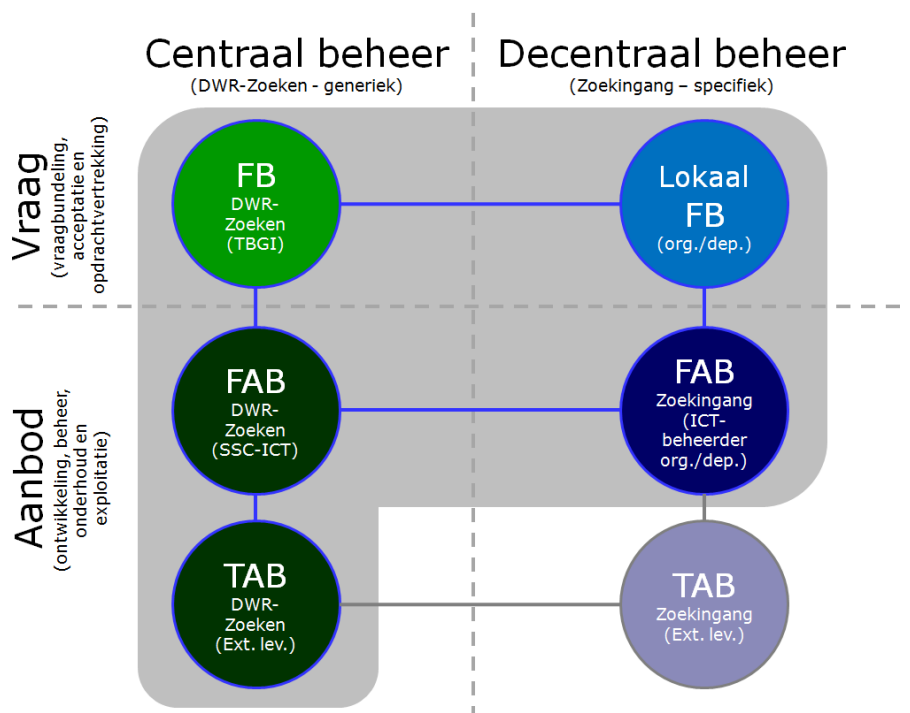 Centraal beheer
(DWR-Zoeken - generiek)
Decentraal beheer
(Zoekingang – specifiek)
Vraag
(vraagbundeling,
acceptatie en
opdrachtvertrekking)
FB
DWR-
Zoeken
(TBGI)
Lokaal
FB
(org./dep.)
Aanbod
(ontwikkeling, beheer,
onderhoud en
exploitatie)
FAB
DWR-
Zoeken
(SSC-ICT)
FAB
Zoekingang
(ICT-
beheerder
org./dep.)
TAB
DWR-
Zoeken
(Ext. lev.)
TAB
Zoekingang
(Ext. lev.)